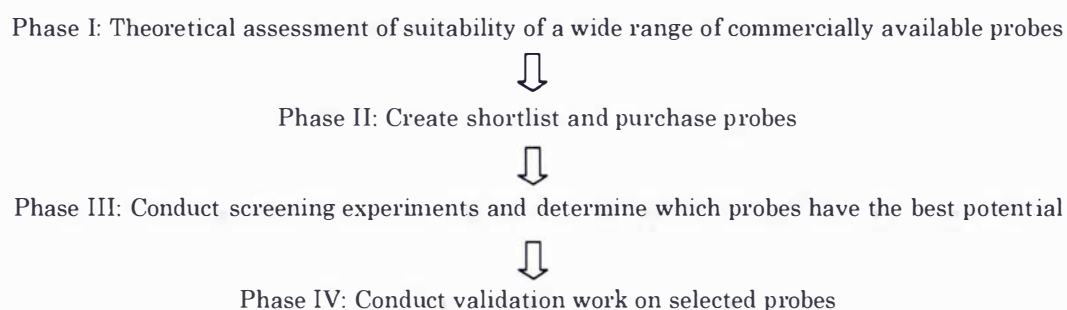 Phase I: Theoretical assessment of suitability of a wide range of commercially available probes
Phase II: Create shortlist and purchase probes
Phase III: Conduct screening experiments and determine which probes have the best potential
Phase IV: Conduct validation work on selected probes